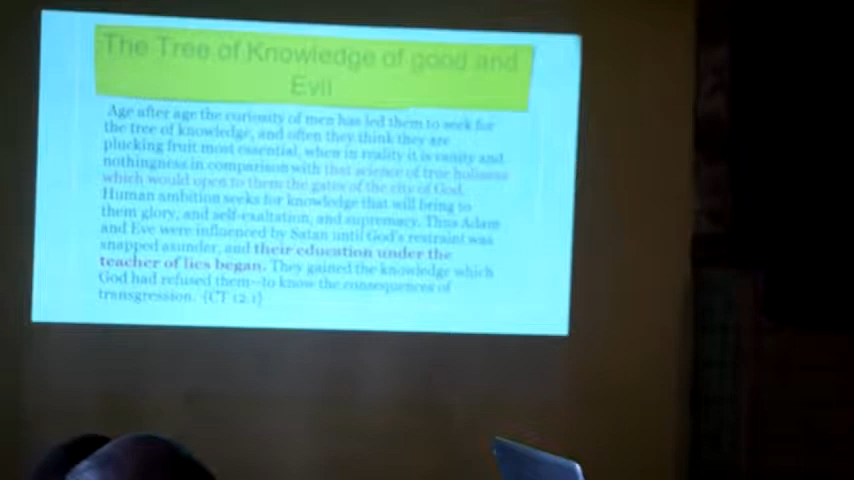 The Tree of Knowledge of good and
Evil
Age after age the curiosity of men has led them to seek for
the tree of knowledge, and often they think they are
plucking fruit most essential, when in reality it is vanity and
nothingness in comparison with that science of true holiness
which would open to them the gates of the city of God.
Human ambition seeks for knowledge that will bring to
them glory, and self-exaltation, and supremacy. Thus Adam
and Eve were influenced by Satan until God's restraint was
snapped asunder, and their education under the
teacher of lies began. They gained the knowledge which
God had refused them--to know the consequences of
transgression. {CT 12.1}